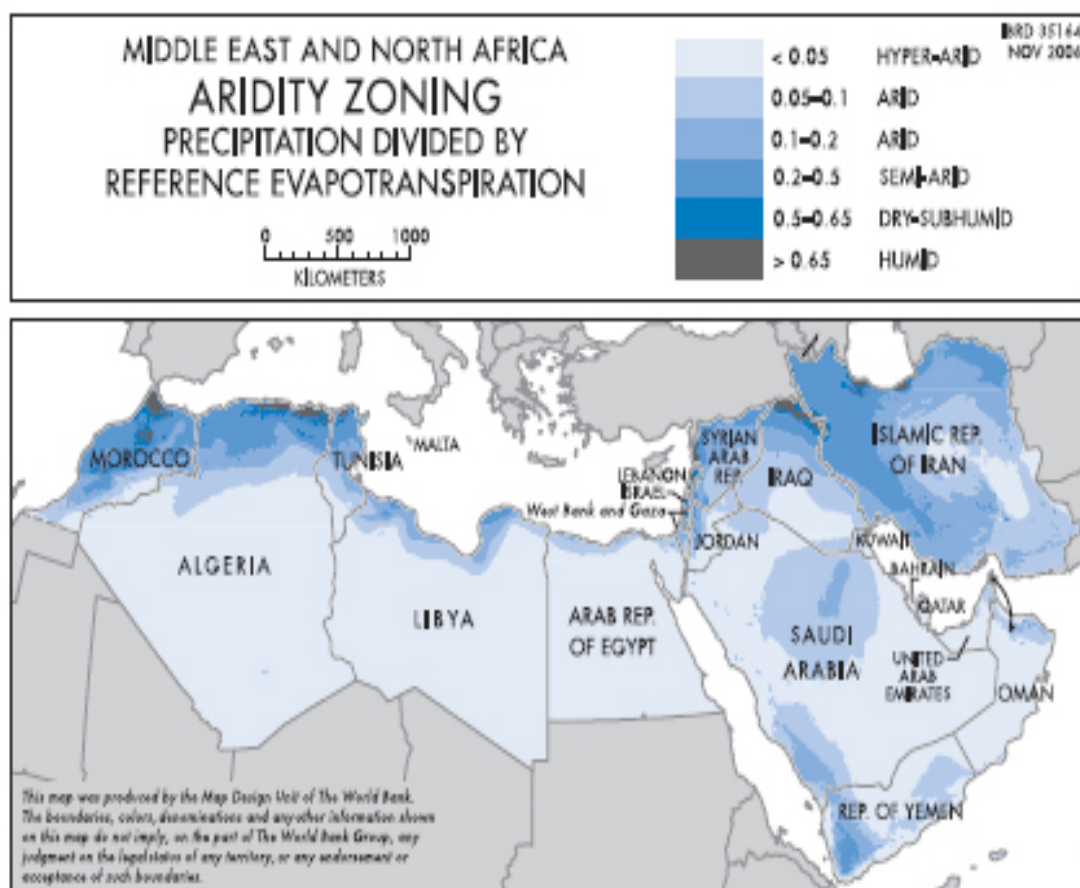 MIDDLE EAST AND NORTH AFRICA
ARIDITY ZONING
PRECIPITATION DIVIDED BY
REFERENCE EVAPOTRANSPIRATION
0 500 1000
KILOMETERS
IBRD 35164
NOV 2006
< 0.05 HYPER-ARID
0.05–0.1 ARID
0.1–0.2 ARID
0.2–0.5 SEMI-ARID
0.5–0.65 DRY-SUBHUMID
> 0.65 HUMID
MOROCCO
TUNISIA
MALTA
ALGERIA
LIBYA
ARAB REP.
OF EGYPT
SYRIAN
ARAB
REP.
LEBANON
ISRAEL
West Bank and Gaza
JORDAN
IRAQ
ISLAMIC REP.
OF IRAN
KUWAIT
BAHRAIN
QATAR
SAUDI
ARABIA
UNITED
ARAB
EMIRATES
OMAN
REP. OF YEMEN
This map was produced by the Map Design Unit of The World Bank.
The boundaries, colors, denominations and any other information shown
on this map do not imply, on the part of The World Bank Group, any
judgment on the legal status of any territory, or any endorsement or
acceptance of such boundaries.